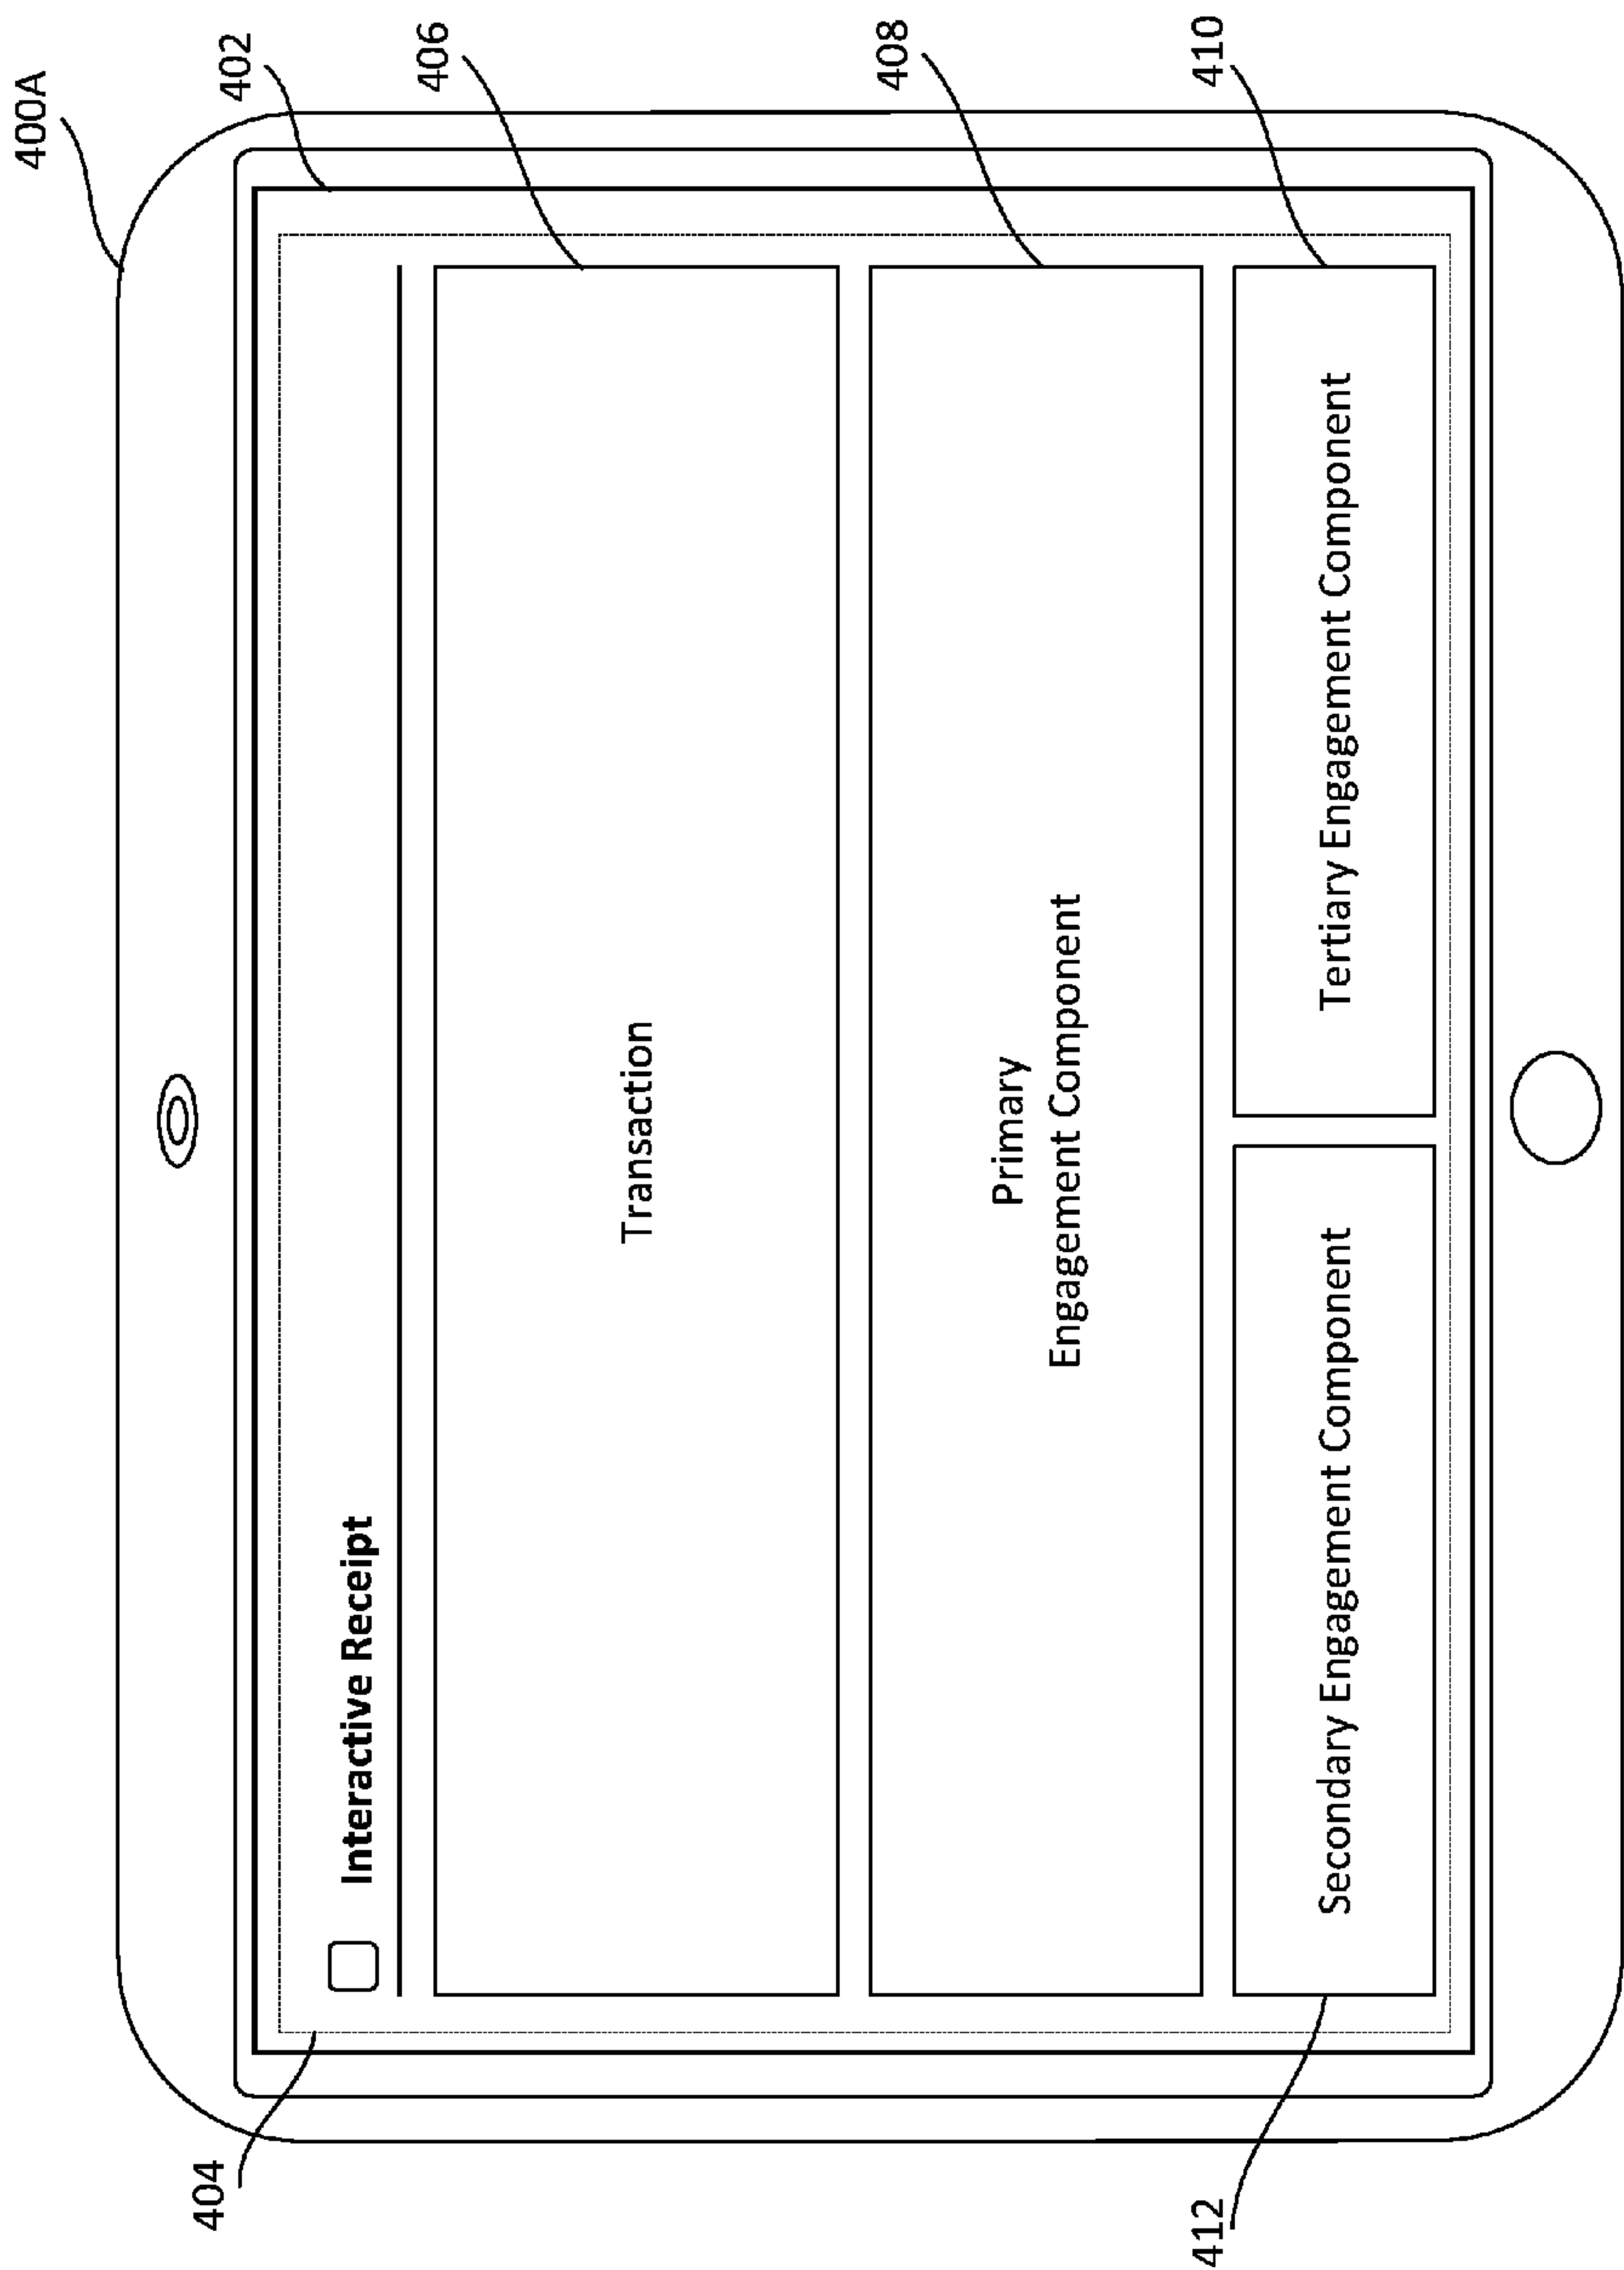 400A
402
404
Interactive Receipt
406
Transaction
408
Primary
Engagement Component
410
412
Secondary Engagement Component
Tertiary Engagement Component